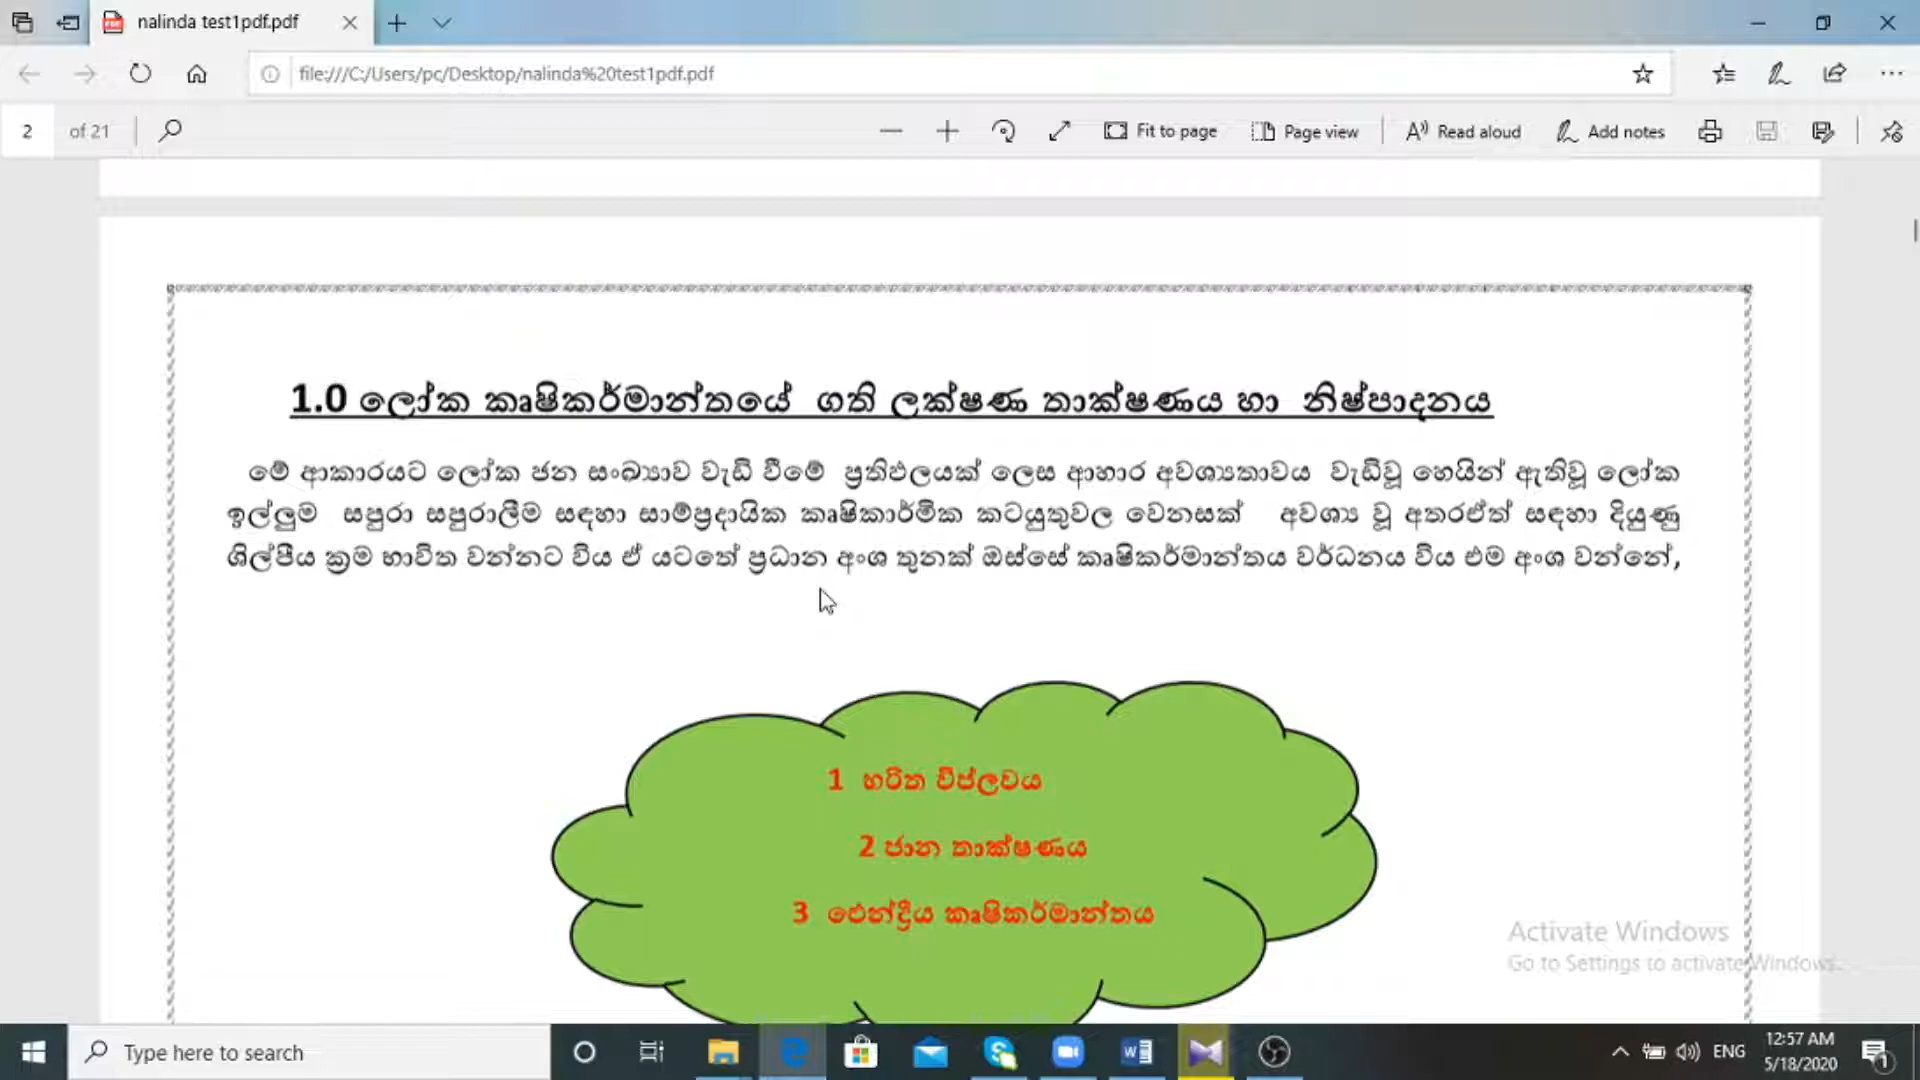 nalinda test1pdf.pdf
file:///C:/Users/pc/Desktop/nalinda%20test1pdf.pdf
2 of 21 Fit to page Page view Read aloud Add notes
1.0 ලෝක කෘෂිකර්මාන්තයේ ගති ලක්ෂණ තාක්ෂණය හා නිෂ්පාදනය
මේ ආකාරයට ලෝක ජන සංඛ්‍යාව වැඩි වීමේ ප්‍රතිඵලයක් ලෙස ආහාර අවශ්‍යතාවය වැඩිවූ හෙයින් ඇතිවූ ලෝක
ඉල්ලුම සපුරා සපුරාලීම සඳහා සාම්ප්‍රදායික කෘෂිකාර්මික කටයුතුවල වෙනසක් අවශ්‍ය වූ අතරඒත් සඳහා දියුණු
ශිල්පීය ක්‍රම භාවිත වන්නට විය ඒ යටතේ ප්‍රධාන අංශ තුනක් ඔස්සේ කෘෂිකර්මාන්තය වර්ධනය විය එම අංශ වන්නේ,
1 හරිත විප්ලවය
2 ජාන තාක්ෂණය
3 ඓන්ද්‍රීය කෘෂිකර්මාන්තය
Activate Windows
Go to Settings to activate Windows.
Type here to search
ENG
12:57 AM
5/18/2020
1